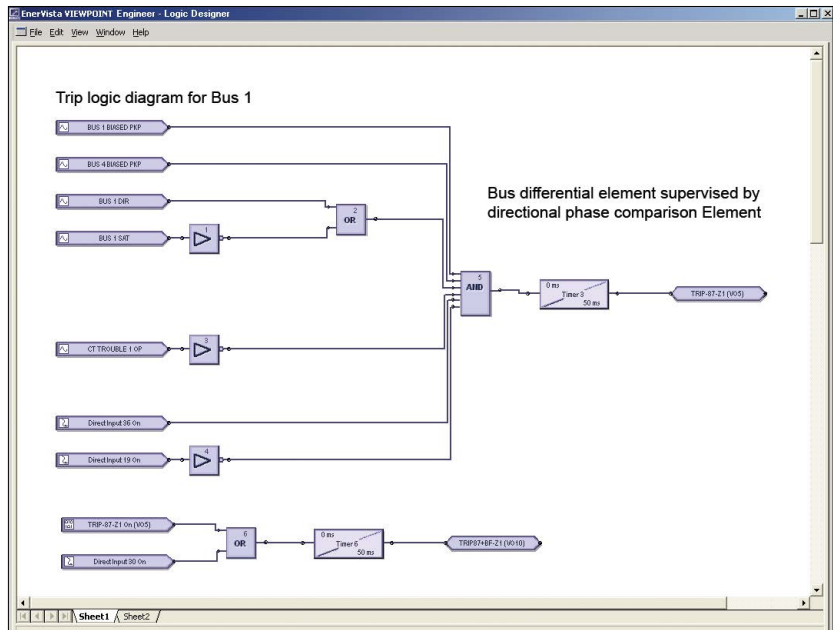 EnerVista VIEWPOINT Engineer - Logic Designer
File Edit View Window Help
Trip logic diagram for Bus 1
BUS 1 BIASED PKP
BUS 4 BIASED PKP
BUS 1 DIR
2
OR
Bus differential element supervised by
directional phase comparison Element
BUS 1 SAT
1
5
AND
0 ms
Timer 3
50 ms
TRIP-87-Z1 (VO5)
CT TROUBLE 1 OP
3
Direct Input 36 On
Direct Input 19 On
4
TRIP-87-Z1 On (VO5)
6
OR
0 ms
Timer 6
50 ms
TRIP87+BF-Z1 (VO10)
Direct Input 30 On
Sheet1 Sheet2